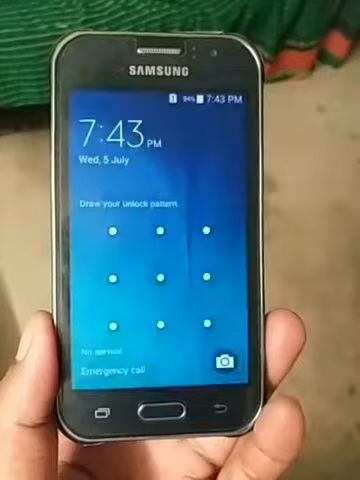 SAMSUNG
94% 7:43 PM
7:43 PM
Wed, 5 July
Draw your unlock pattern
No service
Emergency call